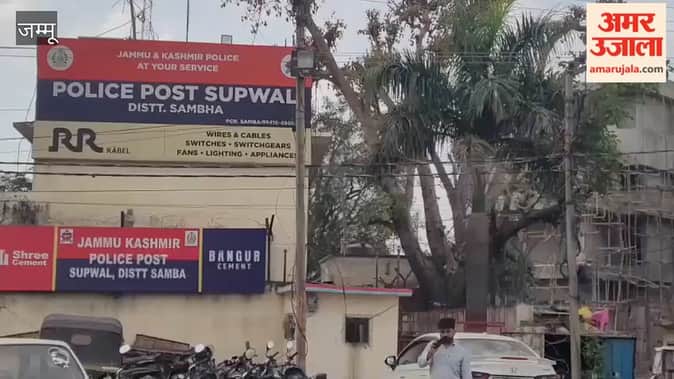 जम्मू
अमर
उजाला
amarujala.com
JAMMU & KASHMIR POLICE
AT YOUR SERVICE
POLICE POST SUPWAL
DISTT. SAMBHA
RR
KABEL
WIRES & CABLES
SWITCHES • SWITCHGEARS
FANS • LIGHTING • APPLIANCES
Shree
Cement
JAMMU KASHMIR
POLICE POST
SUPWAL, DISTT SAMBA
BANGUR
CEMENT